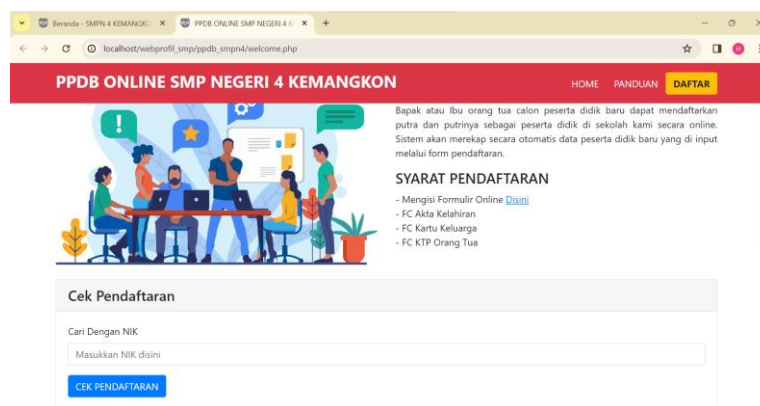 Beranda - SMPN 4 KEMANGKO
PPDB ONLINE SMP NEGERI 4 K
localhost/webprofil_smp/ppdb_smpn4/welcome.php
PPDB ONLINE SMP NEGERI 4 KEMANGKON
HOME PANDUAN DAFTAR
Bapak atau Ibu orang tua calon peserta didik baru dapat mendaftarkan
putra dan putrinya sebagai peserta didik di sekolah kami secara online.
Sistem akan merekap secara otomatis data peserta didik baru yang di input
melalui form pendaftaran.
SYARAT PENDAFTARAN
- Mengisi Formulir Online Disini
- FC Akta Kelahiran
- FC Kartu Keluarga
- FC KTP Orang Tua
Cek Pendaftaran
Cari Dengan NIK
Masukkan NIK disini
CEK PENDAFTARAN